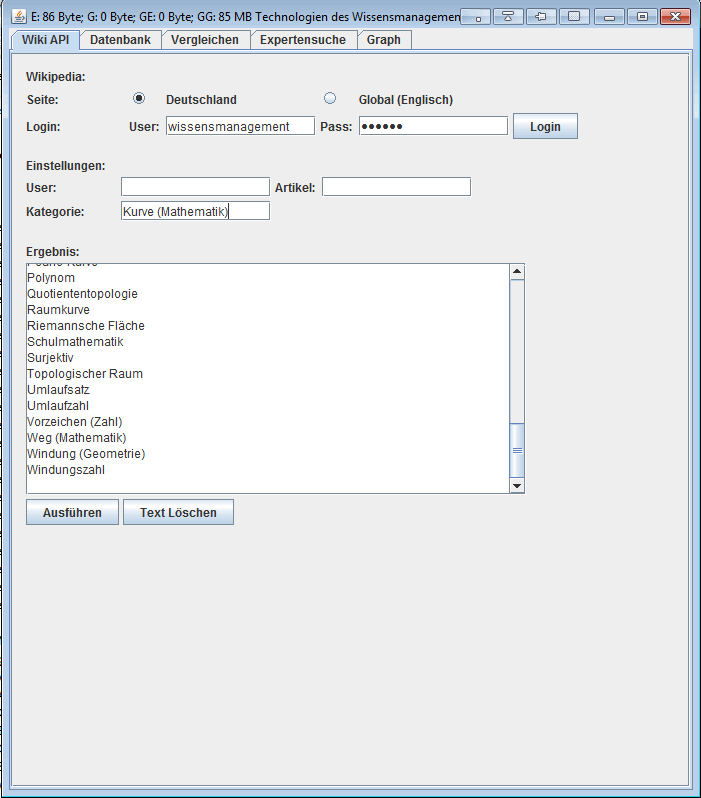 E: 86 Byte; G: 0 Byte; GE: 0 Byte; GG: 85 MB Technologien des Wissensmanagemen
Wiki API Datenbank Vergleichen Expertensuche Graph
Wikipedia:
Seite: Deutschland Global (Englisch)
Login: User: wissensmanagement Pass: ●●●●●● Login
Einstellungen:
User: Artikel:
Kategorie: Kurve (Mathematik)
Ergebnis:
Polynom
Quotiententopologie
Raumkurve
Riemannsche Fläche
Schulmathematik
Surjektiv
Topologischer Raum
Umlaufsatz
Umlaufzahl
Vorzeichen (Zahl)
Weg (Mathematik)
Windung (Geometrie)
Windungszahl
Ausführen Text Löschen